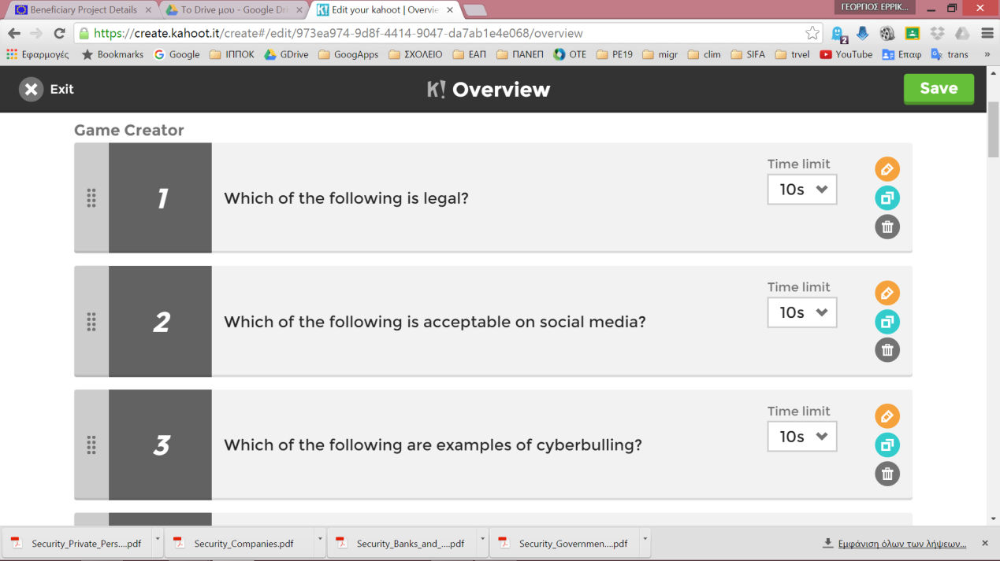 Beneficiary Project Details
Το Drive μου - Google Dri
Edit your kahoot | Overvie
ΓΕΩΡΓΙΟΣ ΕΡΡΙΚ...
https://create.kahoot.it/create#/edit/973ea974-9d8f-4414-9047-da7ab1e4e068/overview
2
Εφαρμογές Bookmarks Google ΙΠΠΟΚ GDrive GoogApps ΣΧΟΛΕΙΟ ΕΑΠ ΠΑΝΕΠ OTE PE19 migr clim SIFA trvel YouTube Επαφ trans »
Exit
K! Overview
Save
Game Creator
1
Which of the following is legal?
Time limit
10s
2
Which of the following is acceptable on social media?
Time limit
10s
3
Which of the following are examples of cyberbulling?
Time limit
10s
Security_Private_Pers....pdf
Security_Companies.pdf
Security_Banks_and_....pdf
Security_Governmen....pdf
Εμφάνιση όλων των λήψεων...